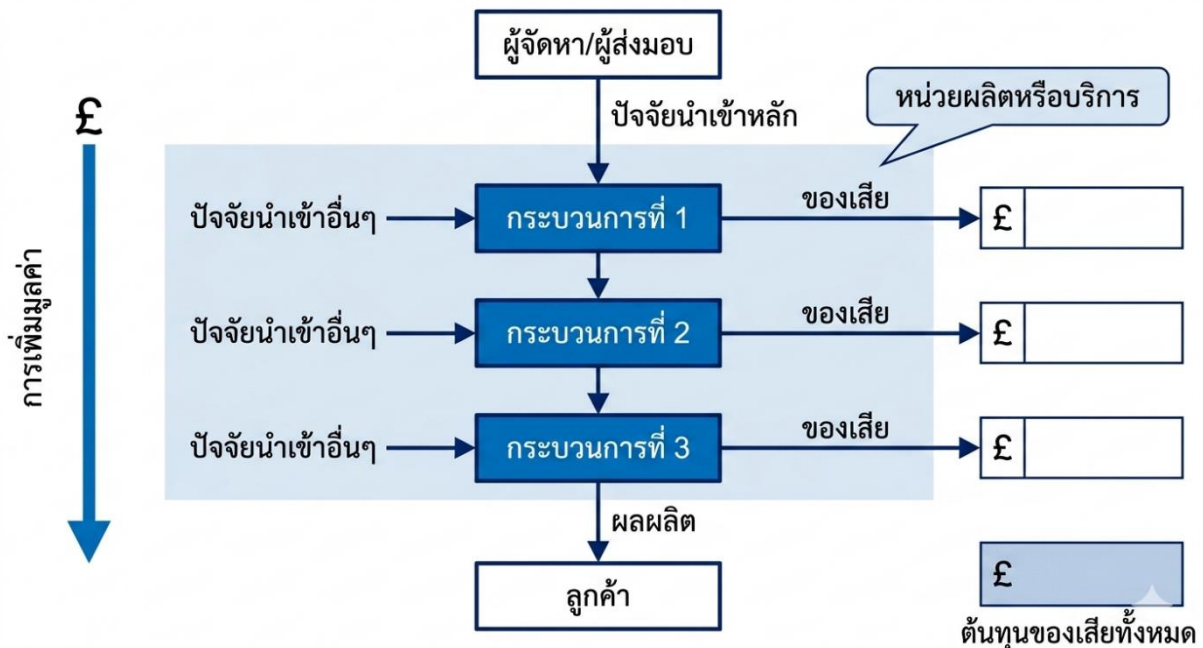 ผู้จัดหา/ผู้ส่งมอบ
£
ปัจจัยนำเข้าหลัก
หน่วยผลิตหรือบริการ
การเพิ่มมูลค่า
ปัจจัยนำเข้าอื่นๆ
กระบวนการที่ 1
ของเสีย
£
ปัจจัยนำเข้าอื่นๆ
กระบวนการที่ 2
ของเสีย
£
ปัจจัยนำเข้าอื่นๆ
กระบวนการที่ 3
ของเสีย
£
ผลผลิต
ลูกค้า
£
ต้นทุนของเสียทั้งหมด